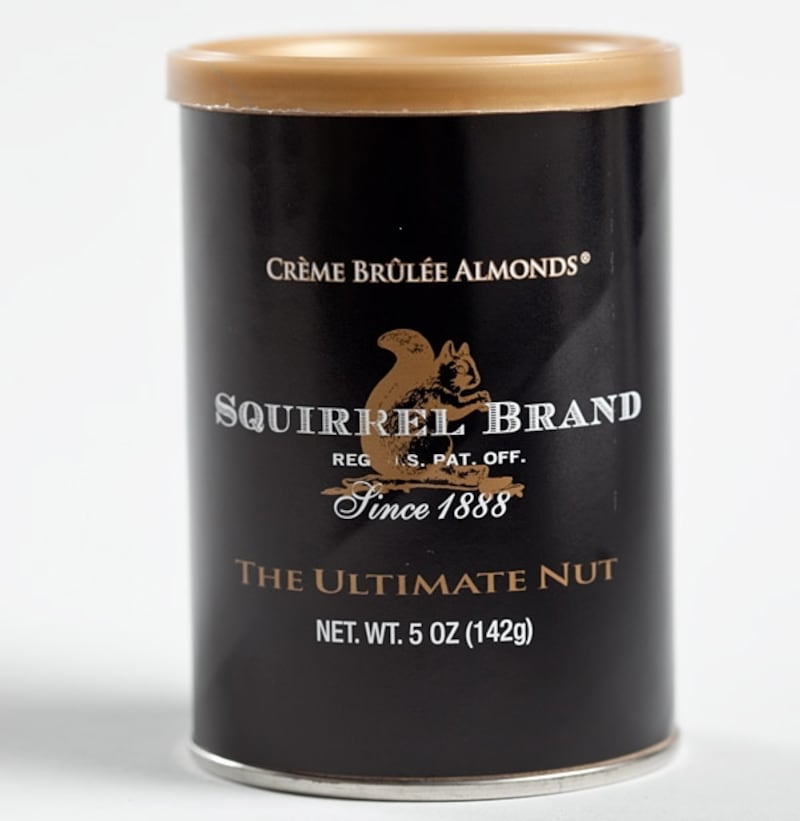 CRÈME BRÛLÉE ALMONDS®
SQUIRREL BRAND
REG S. PAT. OFF.
Since 1888
THE ULTIMATE NUT
NET. WT. 5 OZ (142g)